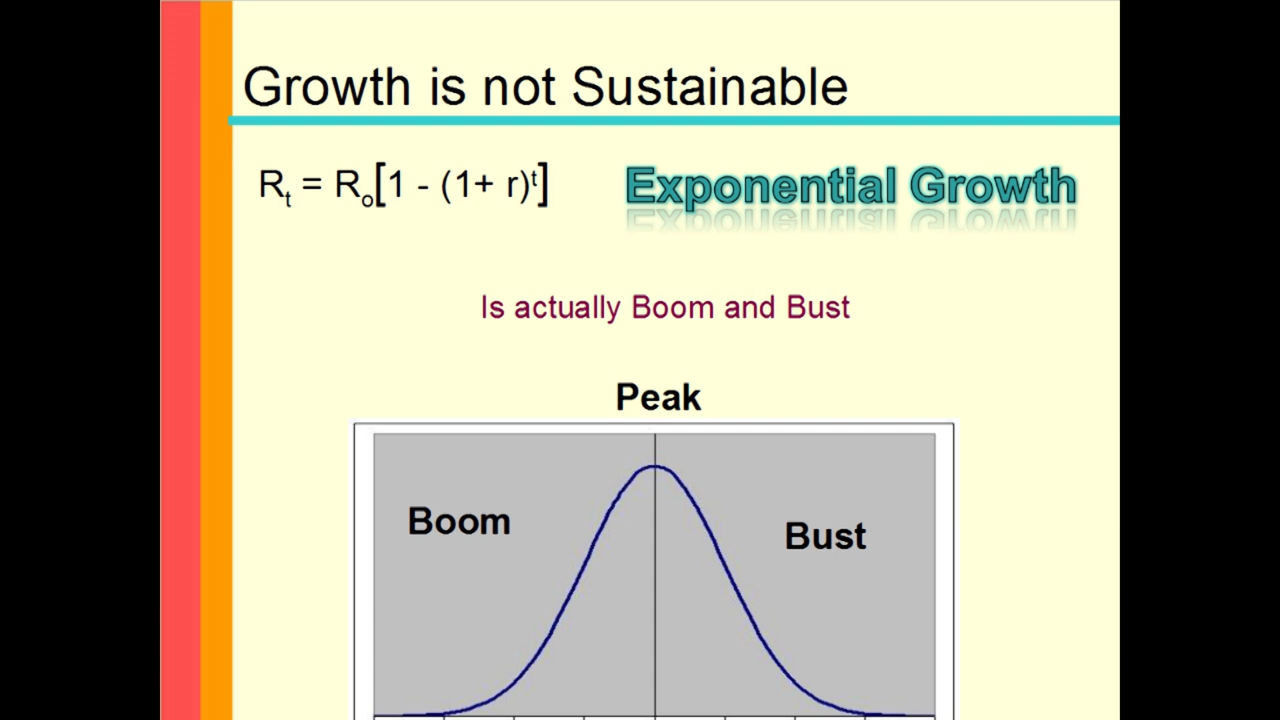 Growth is not Sustainable
Rt = Ro[1 - (1+ r)t]
Exponential Growth
Is actually Boom and Bust
Peak
Boom
Bust